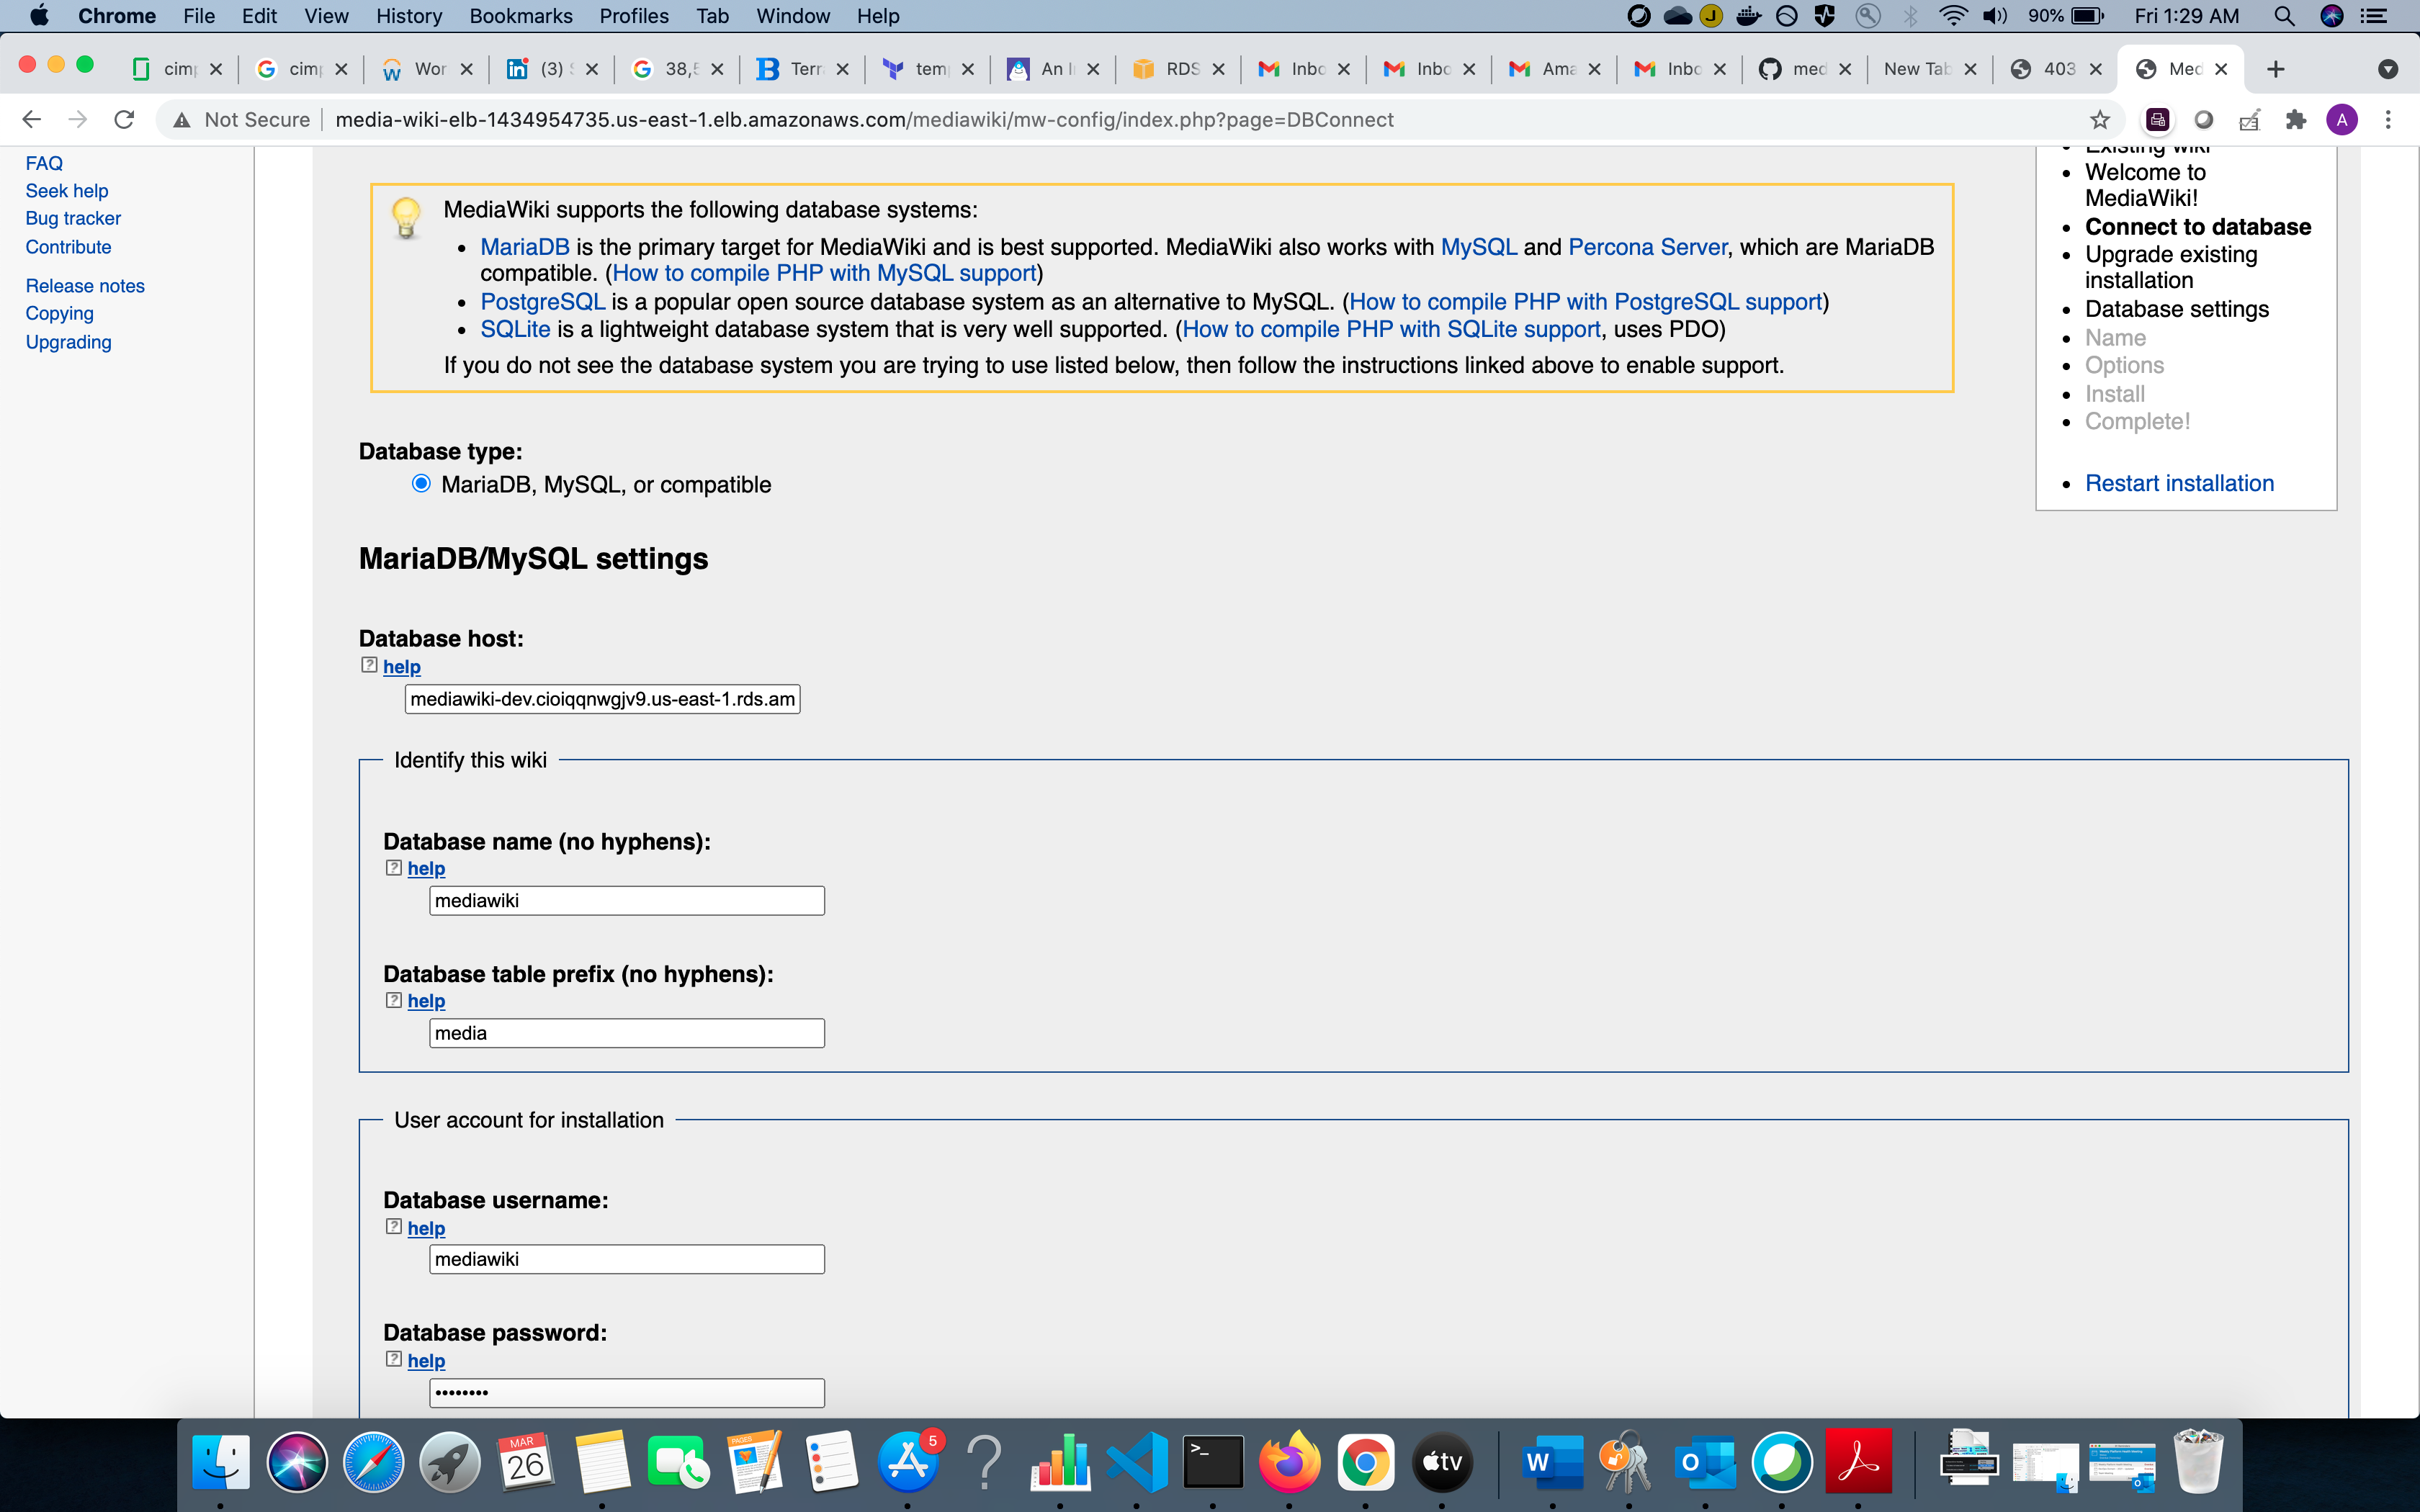 Chrome File Edit View History Bookmarks Profiles Tab Window Help 90% Fri 1:29 AM
cimp cimp Wor (3) S 38,5 Terr temp An I RDS Inbo Inbo Ama Inbo med New Tab 403 Med
Not Secure media-wiki-elb-1434954735.us-east-1.elb.amazonaws.com/mediawiki/mw-config/index.php?page=DBConnect
FAQ
Seek help
Bug tracker
Contribute
Release notes
Copying
Upgrading
MediaWiki supports the following database systems:
• MariaDB is the primary target for MediaWiki and is best supported. MediaWiki also works with MySQL and Percona Server, which are MariaDB
compatible. (How to compile PHP with MySQL support)
• PostgreSQL is a popular open source database system as an alternative to MySQL. (How to compile PHP with PostgreSQL support)
• SQLite is a lightweight database system that is very well supported. (How to compile PHP with SQLite support, uses PDO)
If you do not see the database system you are trying to use listed below, then follow the instructions linked above to enable support.
Database type:
MariaDB, MySQL, or compatible
MariaDB/MySQL settings
Database host:
help
mediawiki-dev.cioiqqnwgjv9.us-east-1.rds.am
Identify this wiki
Database name (no hyphens):
help
mediawiki
Database table prefix (no hyphens):
help
media
User account for installation
Database username:
help
mediawiki
Database password:
help
••••••••
• Existing wiki
• Welcome to
MediaWiki!
• Connect to database
• Upgrade existing
installation
• Database settings
• Name
• Options
• Install
• Complete!
• Restart installation
MAR
26
PAGES
5
tv
W
O